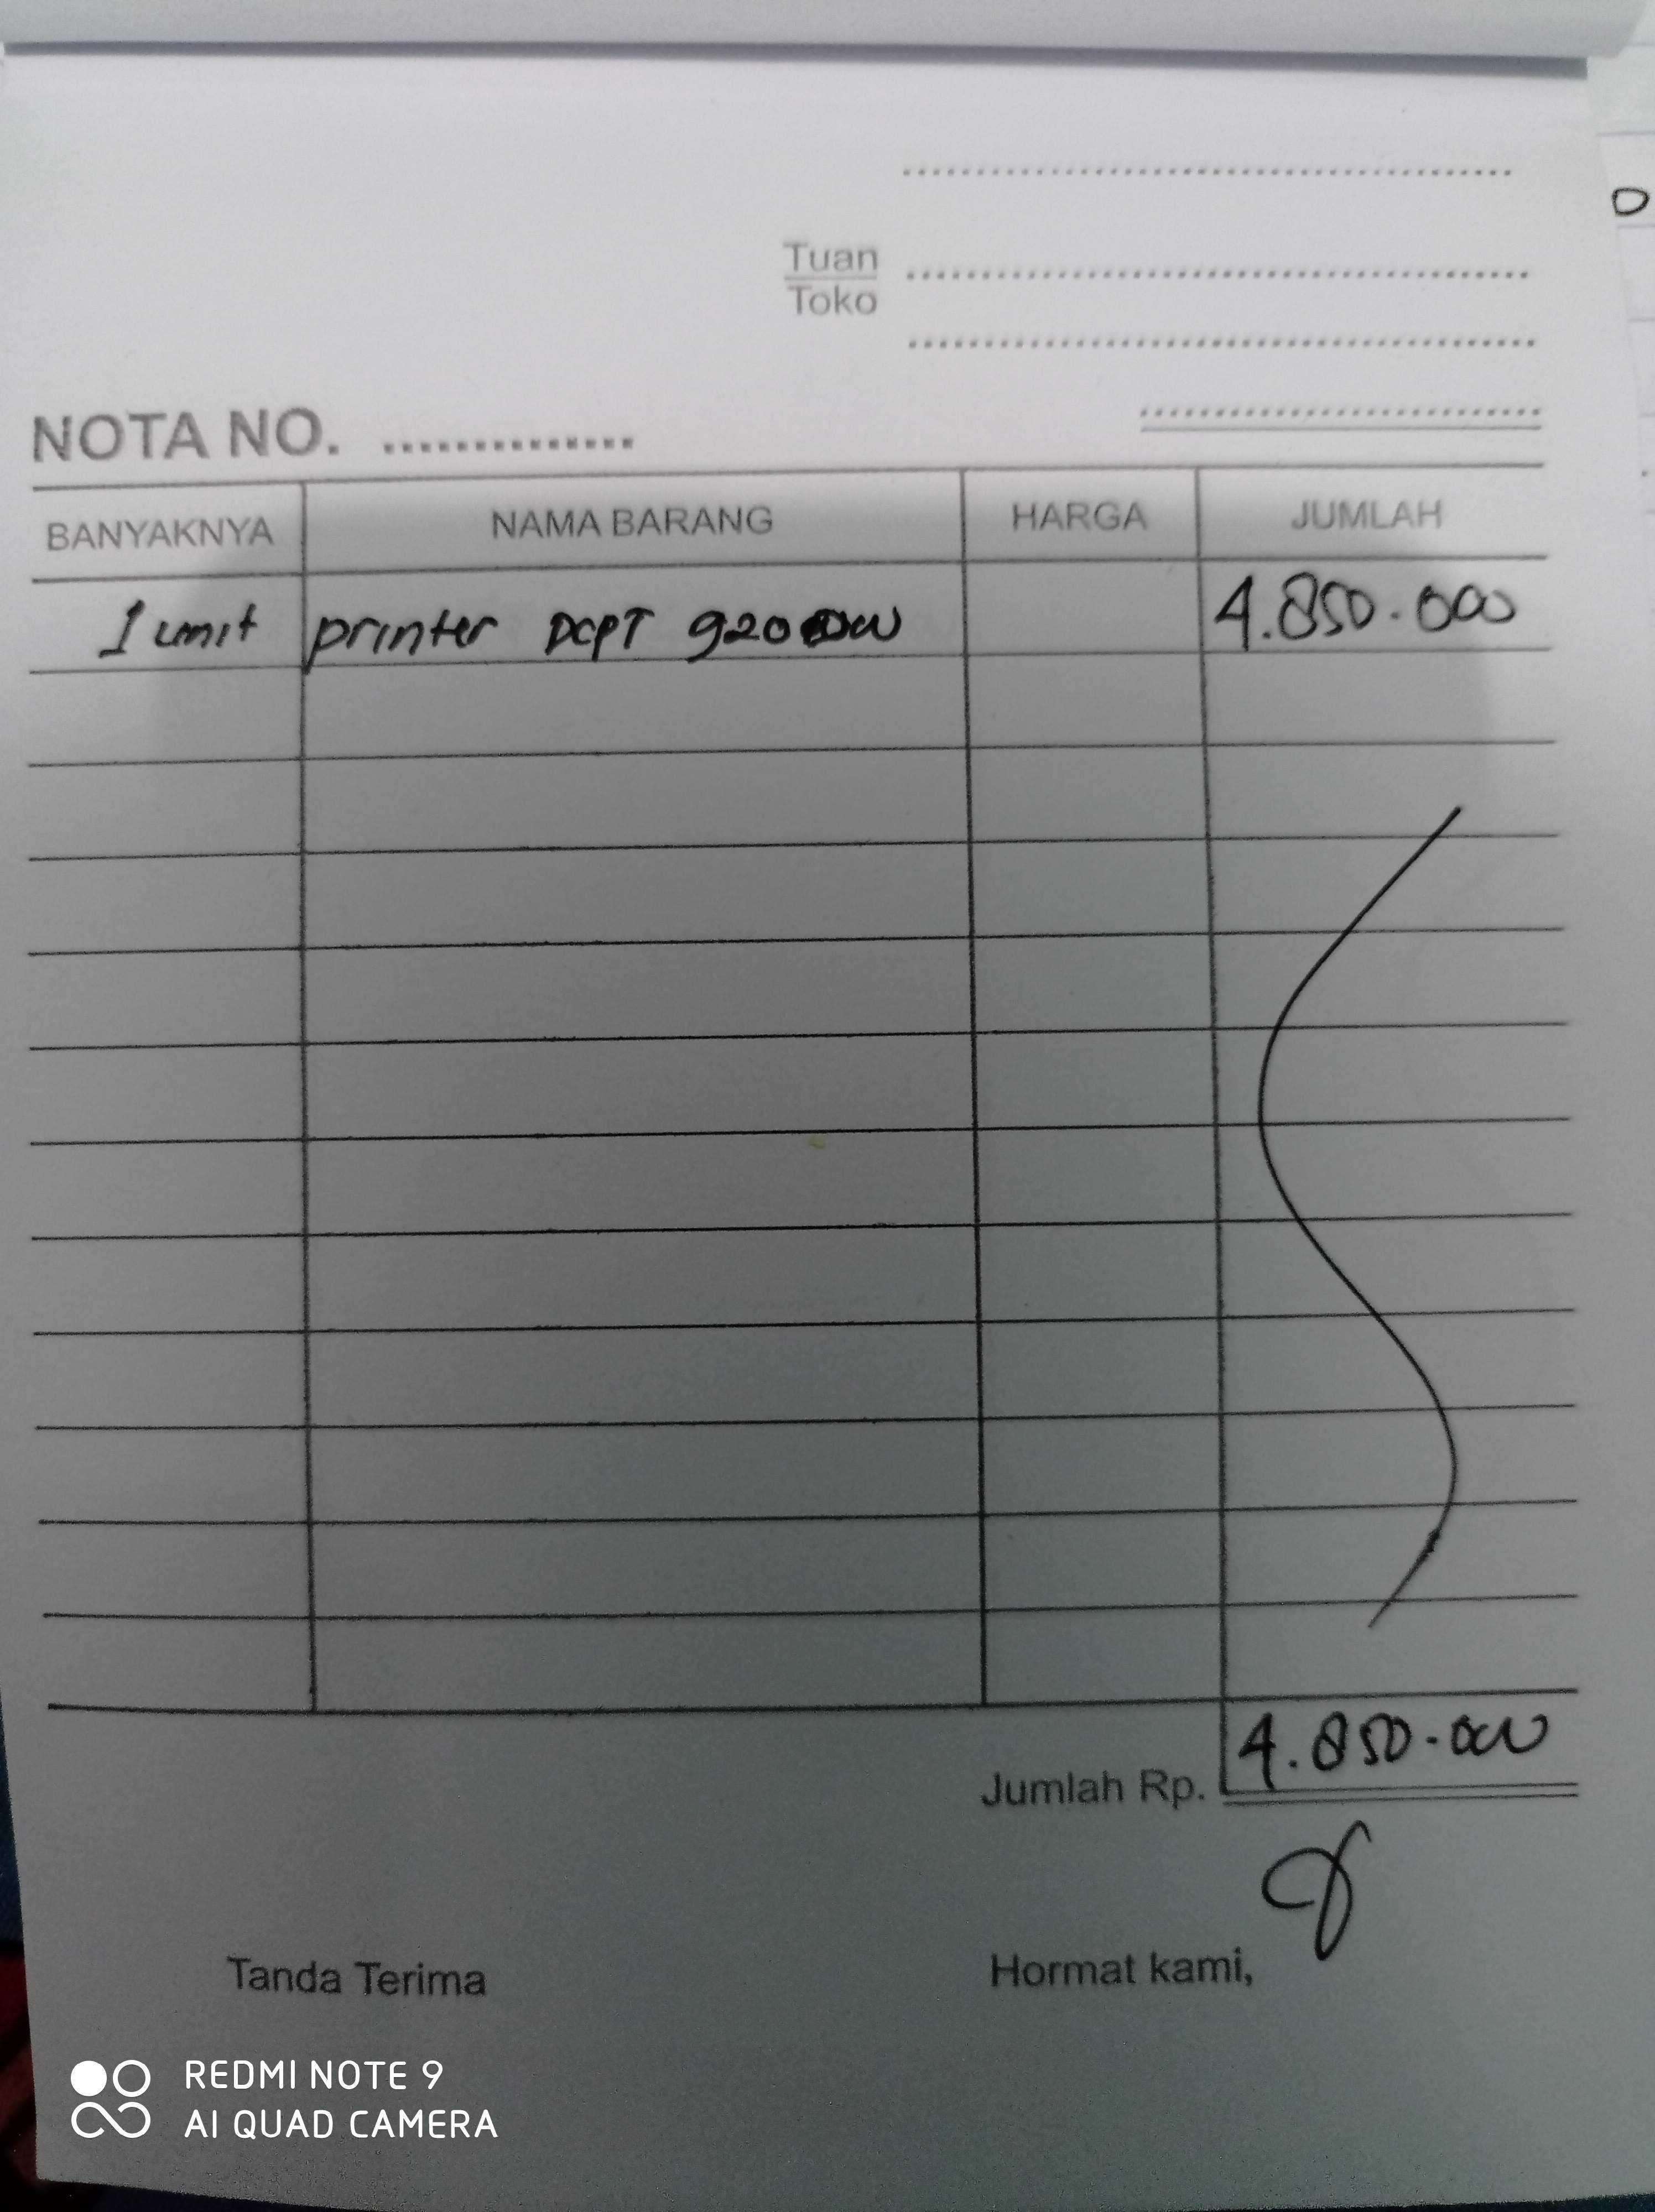 Tuan
Toko
NOTA NO. ..............
BANYAKNYA NAMA BARANG HARGA JUMLAH
1 unit printer DCPT 920DW 4.850.000
Jumlah Rp. 4.850.000
Tanda Terima Hormat kami,
REDMI NOTE 9
AI QUAD CAMERA